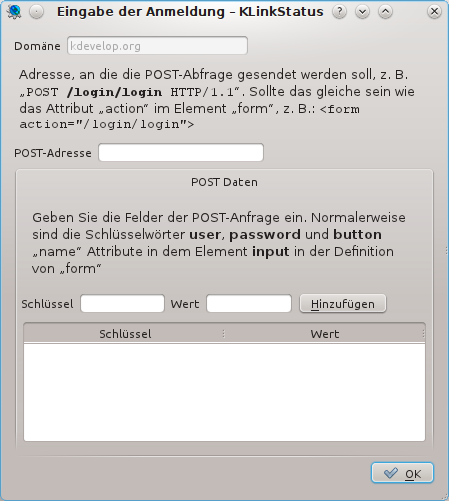 Eingabe der Anmeldung – KLinkStatus
Domäne kdevelop.org
Adresse, an die die POST-Abfrage gesendet werden soll, z. B.
„POST /login/login HTTP/1.1“. Sollte das gleiche sein wie
das Attribut „action“ im Element „form“, z. B.: <form
action="/login/login">
POST-Adresse
POST Daten
Geben Sie die Felder der POST-Anfrage ein. Normalerweise
sind die Schlüsselwörter user, password und button
„name“ Attribute in dem Element input in der Definition
von „form“
Schlüssel Wert Hinzufügen
Schlüssel Wert
OK